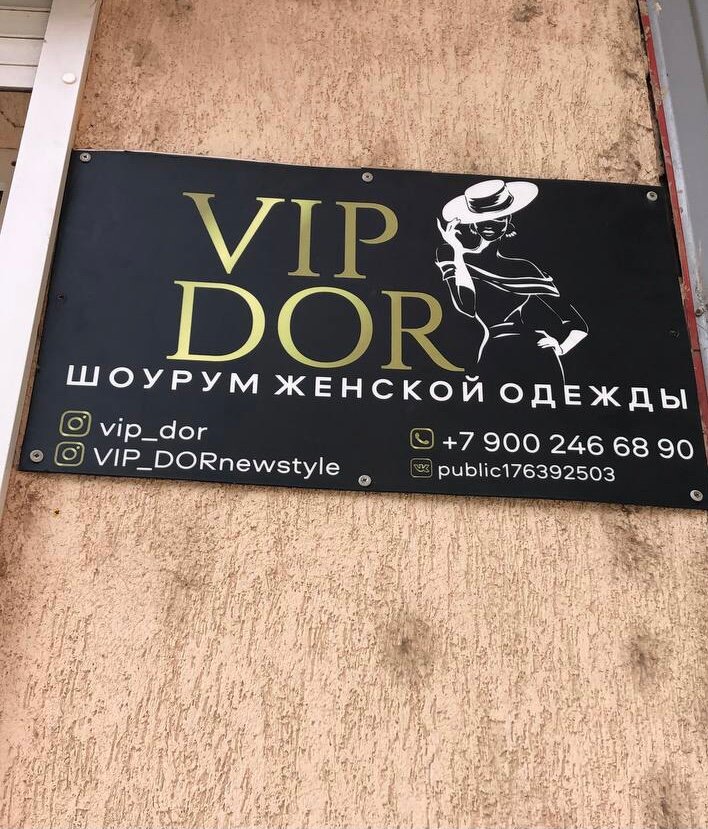 VIP
DOR
ШОУРУМ ЖЕНСКОЙ ОДЕЖДЫ
vip_dor
VIP_DORnewstyle
+7 900 246 68 90
public176392503